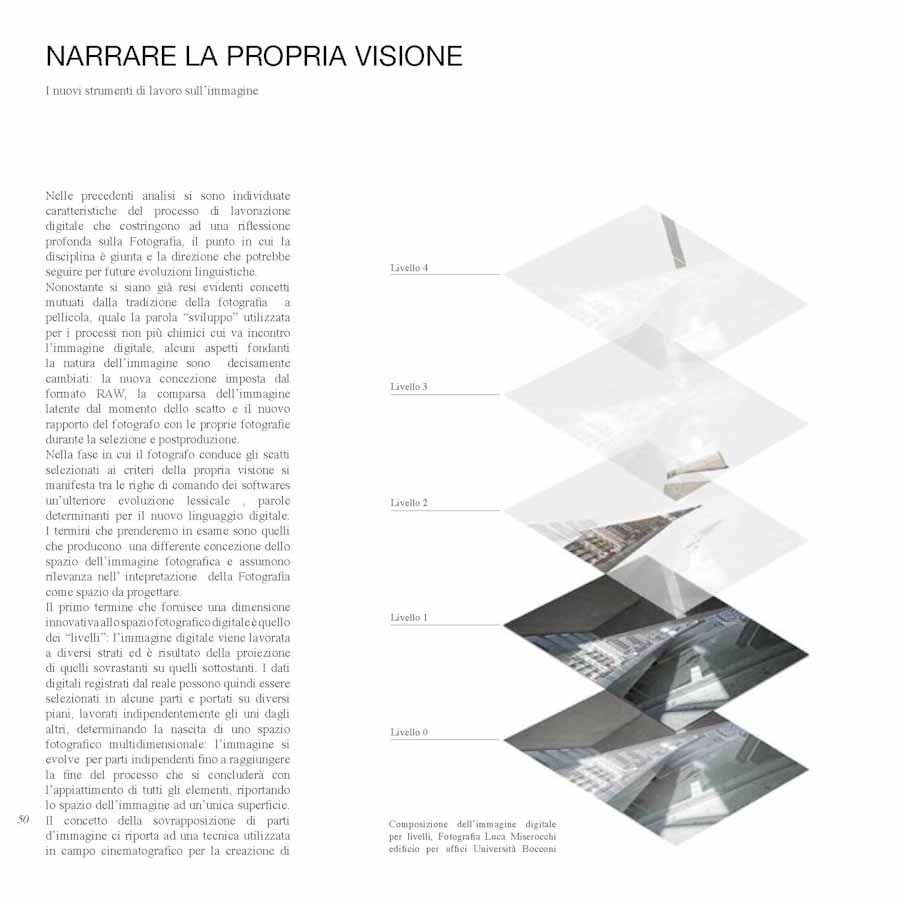 NARRARE LA PROPRIA VISIONE
I nuovi strumenti di lavoro sull’immagine
Nelle precedenti analisi si sono individuate
caratteristiche del processo di lavorazione
digitale che costringono ad una riflessione
profonda sulla Fotografia, il punto in cui la
disciplina è giunta e la direzione che potrebbe
seguire per future evoluzioni linguistiche.
Nonostante si siano già resi evidenti concetti
mutuati dalla tradizione della fotografia a
pellicola, quale la parola “sviluppo” utilizzata
per i processi non più chimici cui va incontro
l’immagine digitale, alcuni aspetti fondanti
la natura dell’immagine sono decisamente
cambiati: la nuova concezione imposta dal
formato RAW, la comparsa dell’immagine
latente dal momento dello scatto e il nuovo
rapporto del fotografo con le proprie fotografie
durante la selezione e postproduzione.
Nella fase in cui il fotografo conduce gli scatti
selezionati ai criteri della propria visione si
manifesta tra le righe di comando dei softwares
un’ulteriore evoluzione lessicale , parole
determinanti per il nuovo linguaggio digitale.
I termini che prenderemo in esame sono quelli
che producono una differente concezione dello
spazio dell’immagine fotografica e assumono
rilevanza nell’ intepretazione della Fotografia
come spazio da progettare.
Il primo termine che fornisce una dimensione
innovativa allo spazio fotografico digitale è quello
dei “livelli”: l’immagine digitale viene lavorata
a diversi strati ed è risultato della proiezione
di quelli sovrastanti su quelli sottostanti. I dati
digitali registrati dal reale possono quindi essere
selezionati in alcune parti e portati su diversi
piani, lavorati indipendentemente gli uni dagli
altri, determinando la nascita di uno spazio
fotografico multidimensionale: l’immagine si
evolve per parti indipendenti fino a raggiungere
la fine del processo che si concluderà con
l’appiattimento di tutti gli elementi, riportando
lo spazio dell’immagine ad un’unica superficie.
Il concetto della sovrapposizione di parti
d’immagine ci riporta ad una tecnica utilizzata
in campo cinematografico per la creazione di
50
Livello 4
Livello 3
Livello 2
Livello 1
Livello 0
Composizione dell’immagine digitale
per livelli, Fotografia Luca Miserocchi
edificio per uffici Università Bocconi